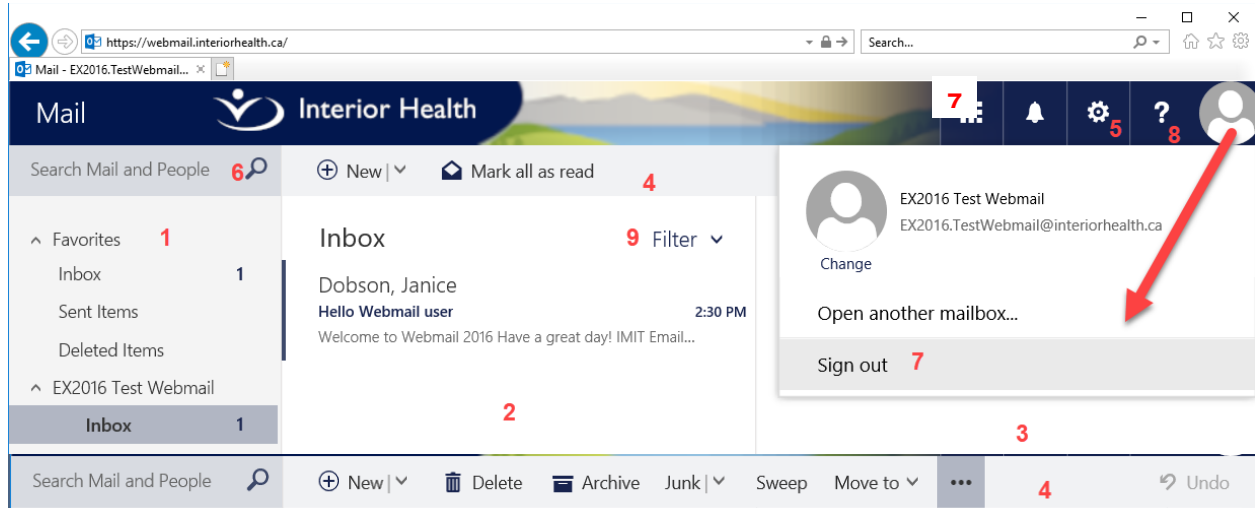 https://webmail.interiorhealth.ca/
Search...
Mail - EX2016.TestWebmail...
Mail
Interior Health
7
5
?
8
Search Mail and People
6
New
Mark all as read
4
EX2016 Test Webmail
EX2016.TestWebmail@interiorhealth.ca
Change
Open another mailbox...
Sign out 7
Favorites 1
Inbox 1
Sent Items
Deleted Items
EX2016 Test Webmail
Inbox 1
Inbox
9 Filter
Dobson, Janice
Hello Webmail user 2:30 PM
Welcome to Webmail 2016 Have a great day! IMIT Email...
2
3
Search Mail and People
New
Delete
Archive
Junk
Sweep
Move to
...
4
Undo